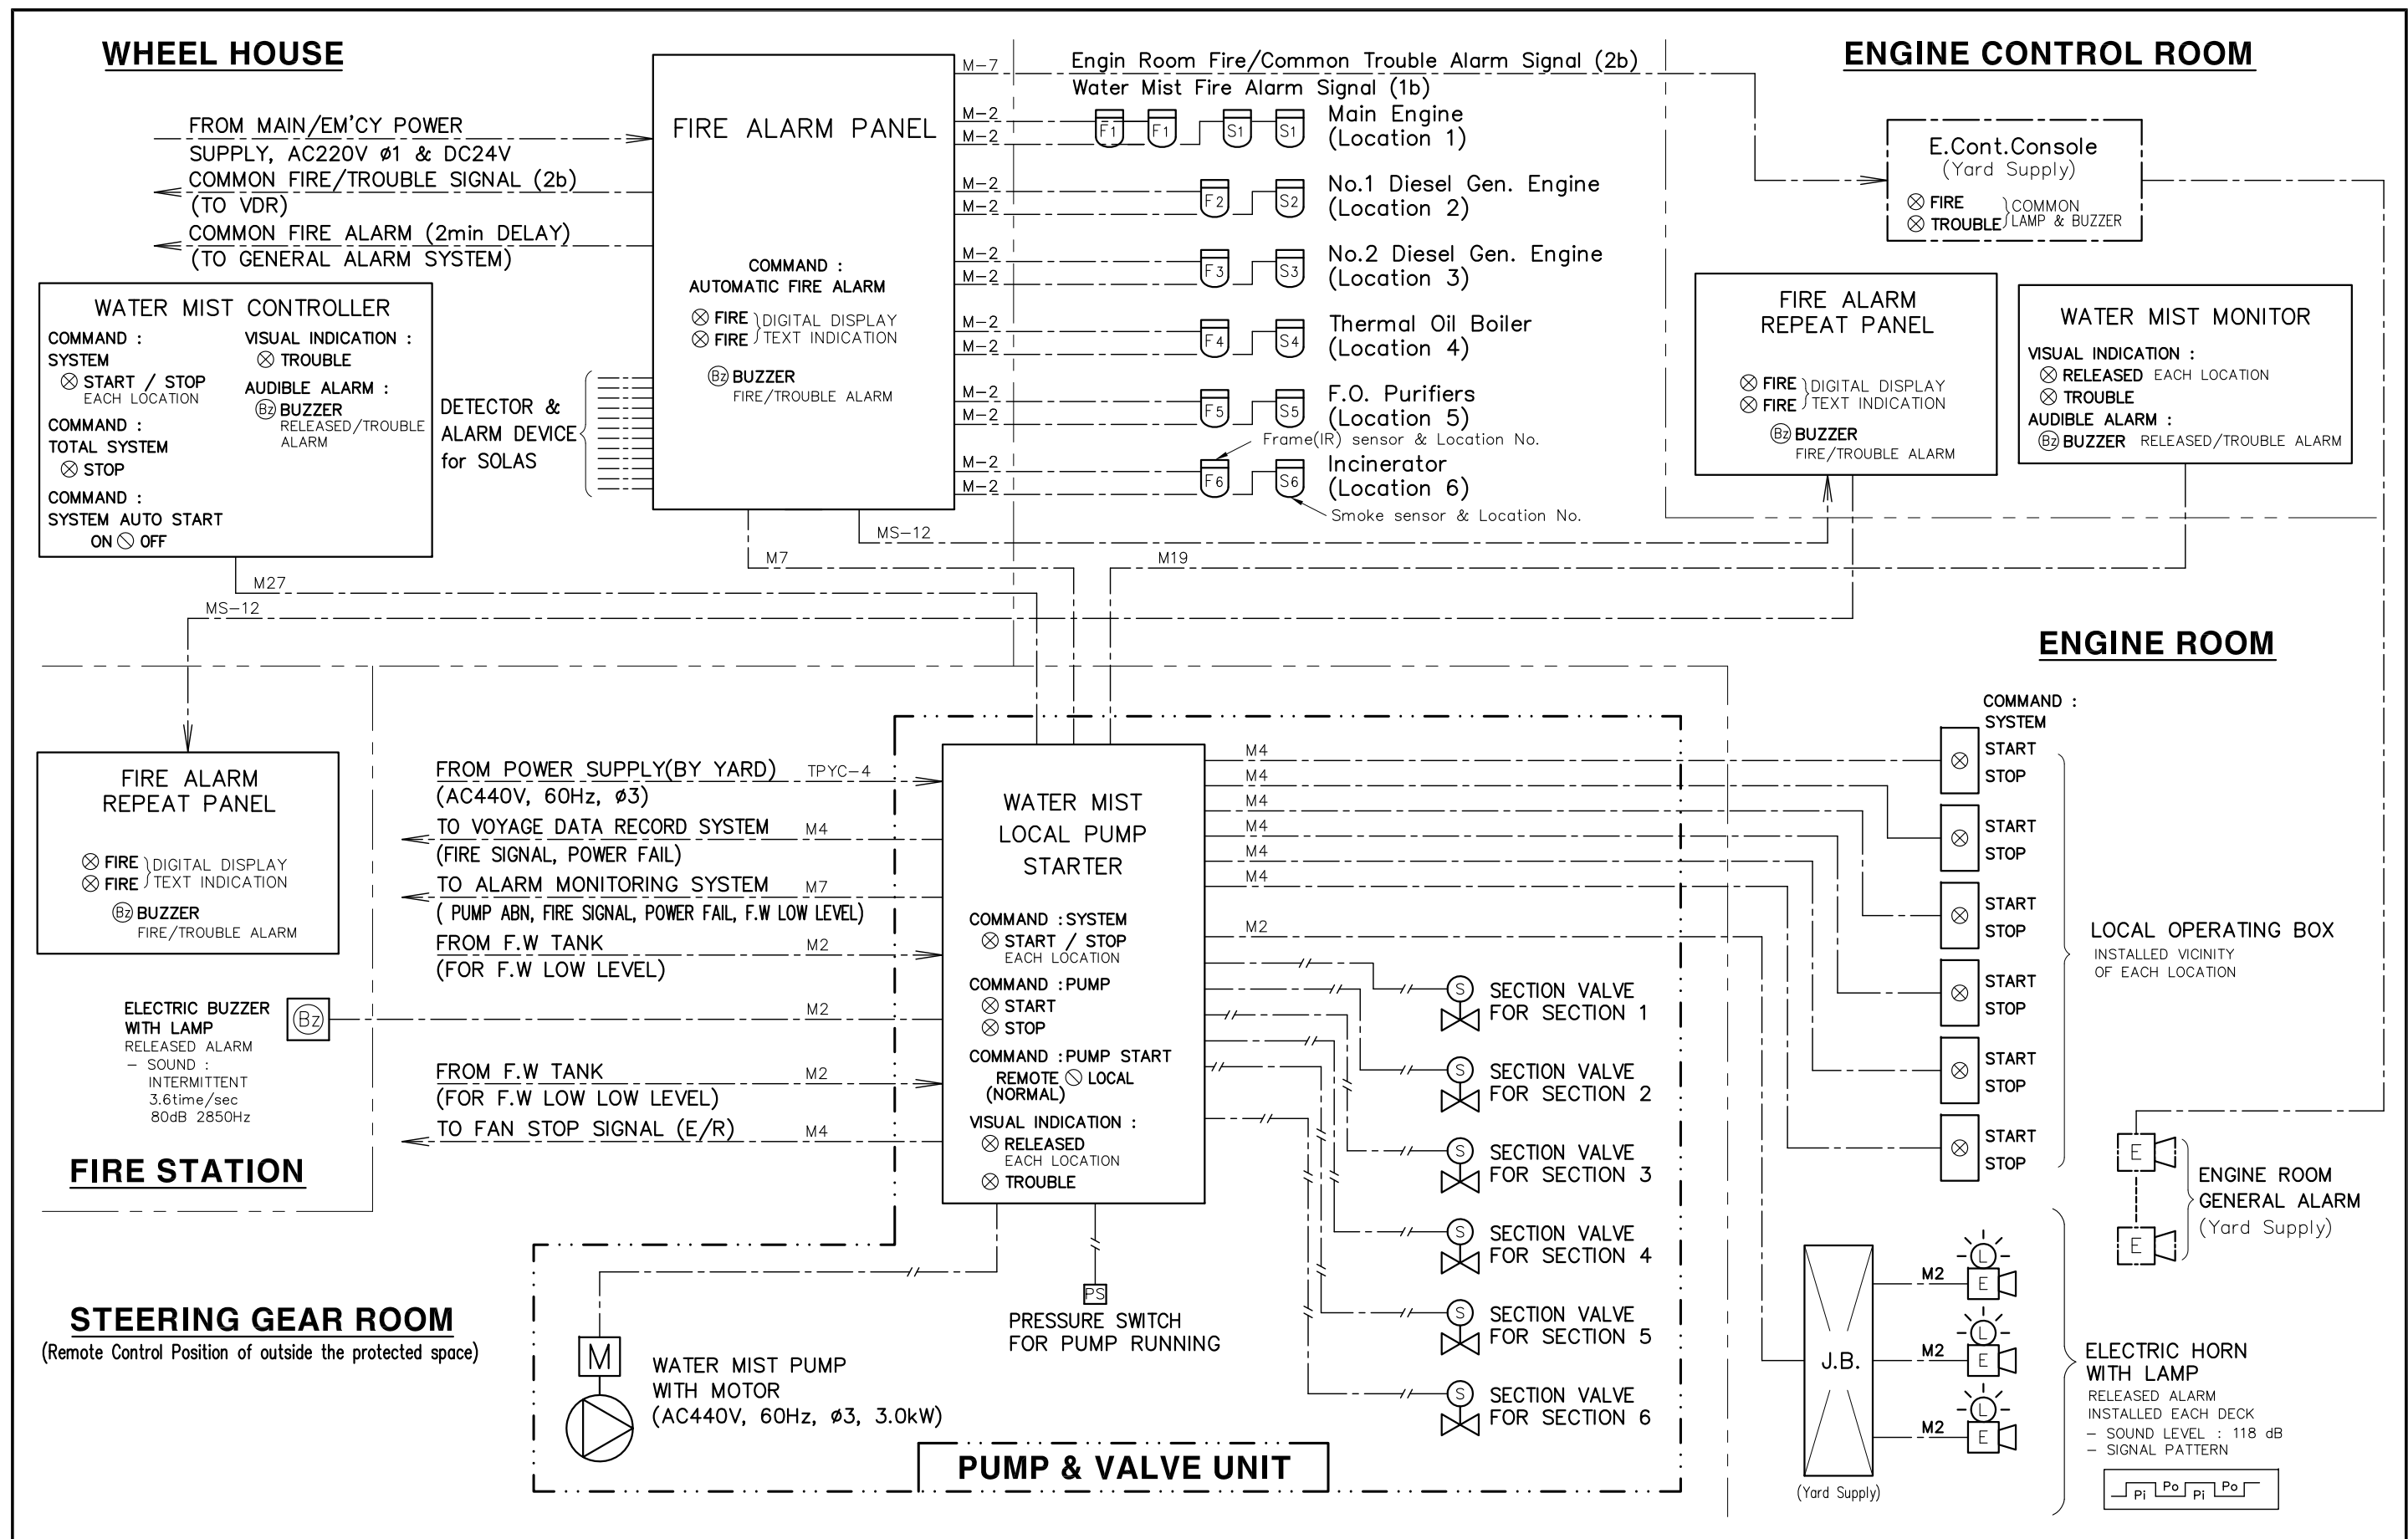 WHEEL HOUSE
FROM MAIN/EM'CY POWER
SUPPLY, AC220V ø1 & DC24V
COMMON FIRE/TROUBLE SIGNAL (2b)
(TO VDR)
COMMON FIRE ALARM (2min DELAY)
(TO GENERAL ALARM SYSTEM)
WATER MIST CONTROLLER
COMMAND :
SYSTEM
START / STOP
EACH LOCATION
COMMAND :
TOTAL SYSTEM
STOP
COMMAND :
SYSTEM AUTO START
ON OFF
VISUAL INDICATION :
TROUBLE
AUDIBLE ALARM :
Bz BUZZER
RELEASED/TROUBLE
ALARM
DETECTOR &
ALARM DEVICE
for SOLAS
FIRE ALARM PANEL
COMMAND :
AUTOMATIC FIRE ALARM
FIRE DIGITAL DISPLAY
FIRE TEXT INDICATION
Bz BUZZER
FIRE/TROUBLE ALARM
M-7
Engin Room Fire/Common Trouble Alarm Signal (2b)
Water Mist Fire Alarm Signal (1b)
M-2
M-2
F1 F1 S1 S1
Main Engine
(Location 1)
M-2
M-2
F2 S2
No.1 Diesel Gen. Engine
(Location 2)
M-2
M-2
F3 S3
No.2 Diesel Gen. Engine
(Location 3)
M-2
M-2
F4 S4
Thermal Oil Boiler
(Location 4)
M-2
M-2
F5 S5
F.O. Purifiers
(Location 5)
Frame(IR) sensor & Location No.
M-2
M-2
F6 S6
Incinerator
(Location 6)
Smoke sensor & Location No.
ENGINE CONTROL ROOM
E.Cont.Console
(Yard Supply)
FIRE
TROUBLE
COMMON
LAMP & BUZZER
FIRE ALARM
REPEAT PANEL
FIRE DIGITAL DISPLAY
FIRE TEXT INDICATION
Bz BUZZER
FIRE/TROUBLE ALARM
WATER MIST MONITOR
VISUAL INDICATION :
RELEASED EACH LOCATION
TROUBLE
AUDIBLE ALARM :
Bz BUZZER RELEASED/TROUBLE ALARM
MS-12
M7
M19
M27
MS-12
FIRE ALARM
REPEAT PANEL
FIRE DIGITAL DISPLAY
FIRE TEXT INDICATION
Bz BUZZER
FIRE/TROUBLE ALARM
ELECTRIC BUZZER
WITH LAMP
RELEASED ALARM
- SOUND :
INTERMITTENT
3.6time/sec
80dB 2850Hz
Bz
FIRE STATION
FROM POWER SUPPLY(BY YARD) TPYC-4
(AC440V, 60Hz, ø3)
TO VOYAGE DATA RECORD SYSTEM M4
(FIRE SIGNAL, POWER FAIL)
TO ALARM MONITORING SYSTEM M7
( PUMP ABN, FIRE SIGNAL, POWER FAIL, F.W LOW LEVEL)
FROM F.W TANK M2
(FOR F.W LOW LEVEL)
M2
FROM F.W TANK M2
(FOR F.W LOW LOW LEVEL)
TO FAN STOP SIGNAL (E/R) M4
WATER MIST
LOCAL PUMP
STARTER
COMMAND :SYSTEM
START / STOP
EACH LOCATION
COMMAND :PUMP
START
STOP
COMMAND :PUMP START
REMOTE LOCAL
(NORMAL)
VISUAL INDICATION :
RELEASED
EACH LOCATION
TROUBLE
M4
M4
M4
M4
M4
M4
M2
S SECTION VALVE
FOR SECTION 1
S SECTION VALVE
FOR SECTION 2
S SECTION VALVE
FOR SECTION 3
S SECTION VALVE
FOR SECTION 4
S SECTION VALVE
FOR SECTION 5
S SECTION VALVE
FOR SECTION 6
PS
PRESSURE SWITCH
FOR PUMP RUNNING
M
WATER MIST PUMP
WITH MOTOR
(AC440V, 60Hz, ø3, 3.0kW)
PUMP & VALVE UNIT
STEERING GEAR ROOM
(Remote Control Position of outside the protected space)
ENGINE ROOM
COMMAND :
SYSTEM
START
STOP
START
STOP
START
STOP
START
STOP
START
STOP
START
STOP
LOCAL OPERATING BOX
INSTALLED VICINITY
OF EACH LOCATION
E
E
ENGINE ROOM
GENERAL ALARM
(Yard Supply)
J.B.
(Yard Supply)
M2 L E
M2 L E
M2 L E
ELECTRIC HORN
WITH LAMP
RELEASED ALARM
INSTALLED EACH DECK
- SOUND LEVEL : 118 dB
- SIGNAL PATTERN
Pi Po Pi Po